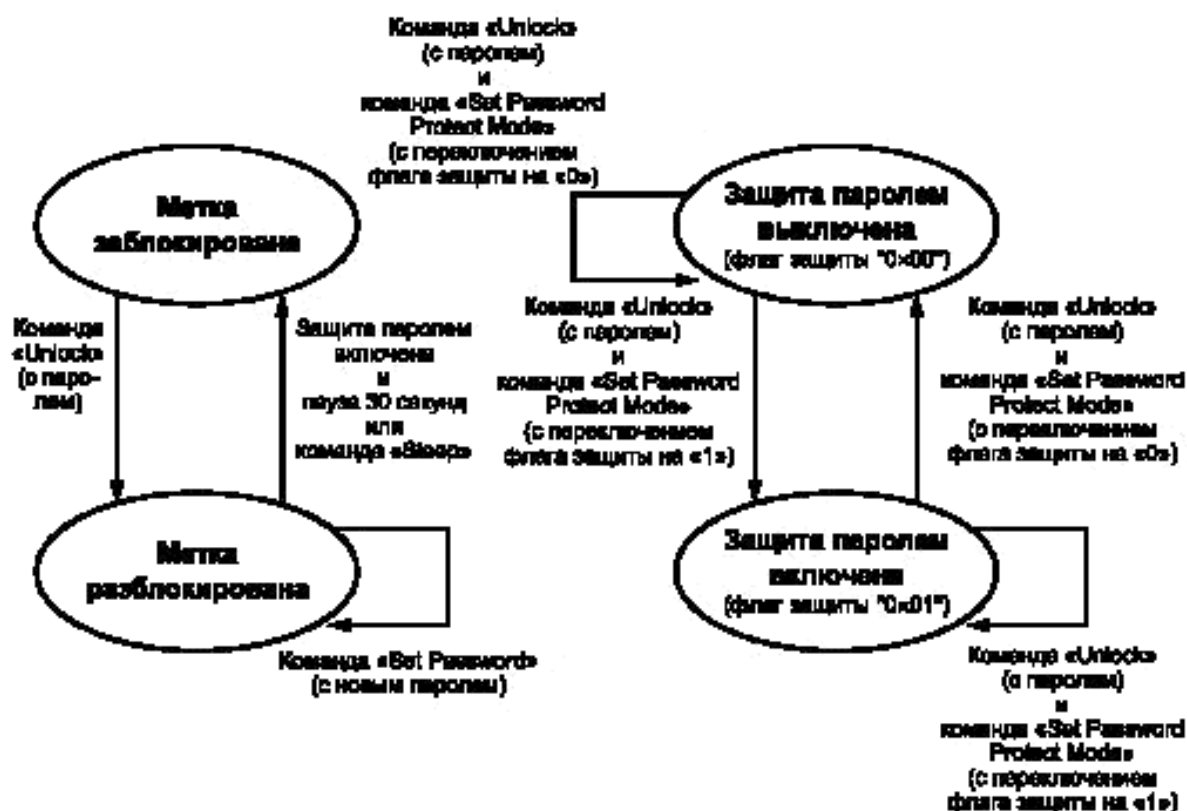 Команда «Unlock»
(с паролем)
и
команда «Set Password
Protect Mode»
(с переключением
флага защиты на «0»)
Метка
заблокирована
Защита паролем
выключена
(флаг защиты "0×00")
Команда
«Unlock»
(с паро-
лем)
Защита паролем
включена
и
пауза 30 секунд
или
команда «Sleep»
Команда «Unlock»
(с паролем)
и
команда «Set Password
Protect Mode»
(с переключением
флага защиты на «1»)
Команда «Unlock»
(с паролем)
и
команда «Set Password
Protect Mode»
(с переключением
флага защиты на «0»)
Метка
разблокирована
Защита паролем
включена
(флаг защиты "0×01")
Команда «Set Password»
(с новым паролем)
Команда «Unlock»
(с паролем)
и
команда «Set Password
Protect Mode»
(с переключением
флага защиты на «1»)